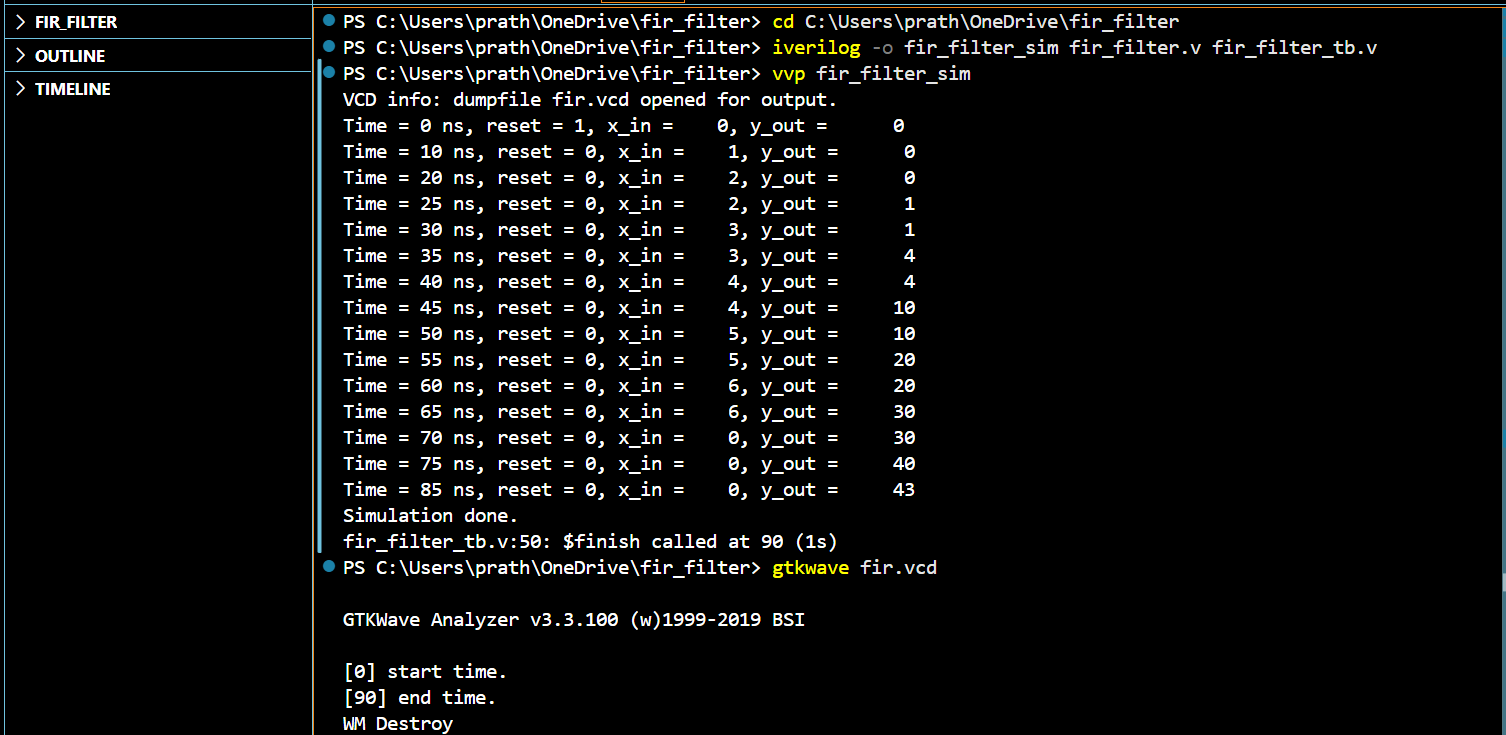 FIR_FILTER
OUTLINE
TIMELINE
PS C:\Users\prath\OneDrive\fir_filter> cd C:\Users\prath\OneDrive\fir_filter
PS C:\Users\prath\OneDrive\fir_filter> iverilog -o fir_filter_sim fir_filter.v fir_filter_tb.v
PS C:\Users\prath\OneDrive\fir_filter> vvp fir_filter_sim
VCD info: dumpfile fir.vcd opened for output.
Time = 0 ns, reset = 1, x_in =    0, y_out =      0
Time = 10 ns, reset = 0, x_in =    1, y_out =      0
Time = 20 ns, reset = 0, x_in =    2, y_out =      0
Time = 25 ns, reset = 0, x_in =    2, y_out =      1
Time = 30 ns, reset = 0, x_in =    3, y_out =      1
Time = 35 ns, reset = 0, x_in =    3, y_out =      4
Time = 40 ns, reset = 0, x_in =    4, y_out =      4
Time = 45 ns, reset = 0, x_in =    4, y_out =     10
Time = 50 ns, reset = 0, x_in =    5, y_out =     10
Time = 55 ns, reset = 0, x_in =    5, y_out =     20
Time = 60 ns, reset = 0, x_in =    6, y_out =     20
Time = 65 ns, reset = 0, x_in =    6, y_out =     30
Time = 70 ns, reset = 0, x_in =    0, y_out =     30
Time = 75 ns, reset = 0, x_in =    0, y_out =     40
Time = 85 ns, reset = 0, x_in =    0, y_out =     43
Simulation done.
fir_filter_tb.v:50: $finish called at 90 (1s)
PS C:\Users\prath\OneDrive\fir_filter> gtkwave fir.vcd
GTKWave Analyzer v3.3.100 (w)1999-2019 BSI
[0] start time.
[90] end time.
WM Destroy